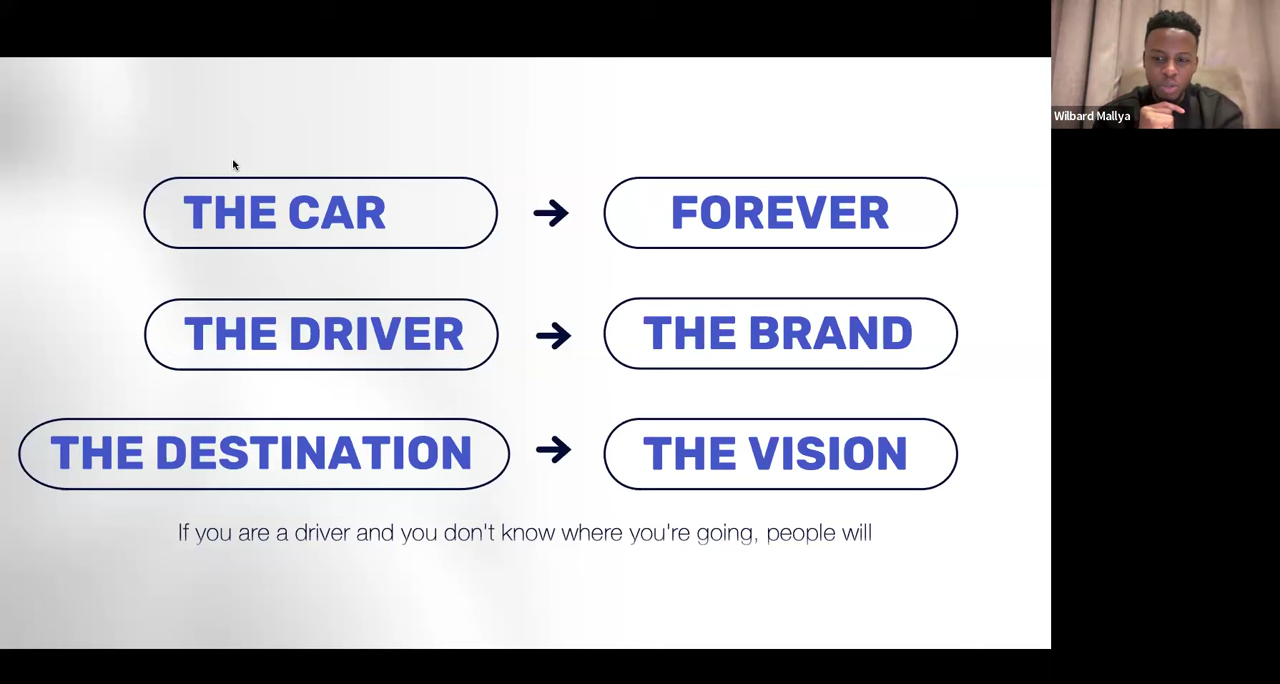 THE CAR → FOREVER
THE DRIVER → THE BRAND
THE DESTINATION → THE VISION
If you are a driver and you don't know where you're going, people will
Wilbard Mallya